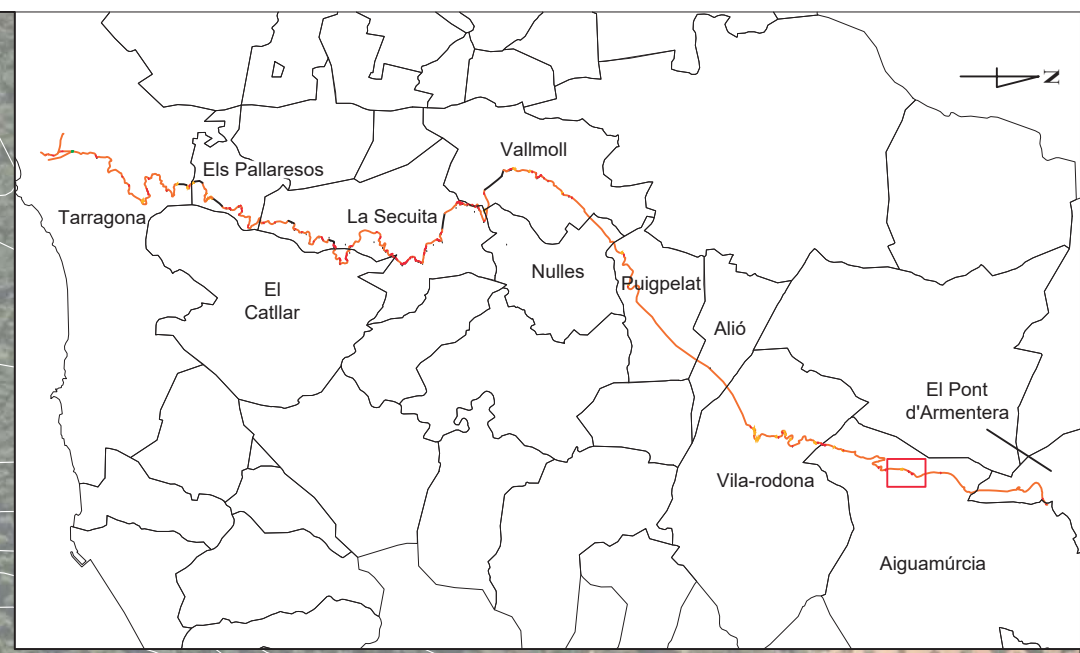 N
Vallmoll
Els Pallaresos
Tarragona
La Secuita
Nulles
Puigpelat
El
Catllar
Alió
El Pont
d'Armentera
Vila-rodona
Aiguamúrcia